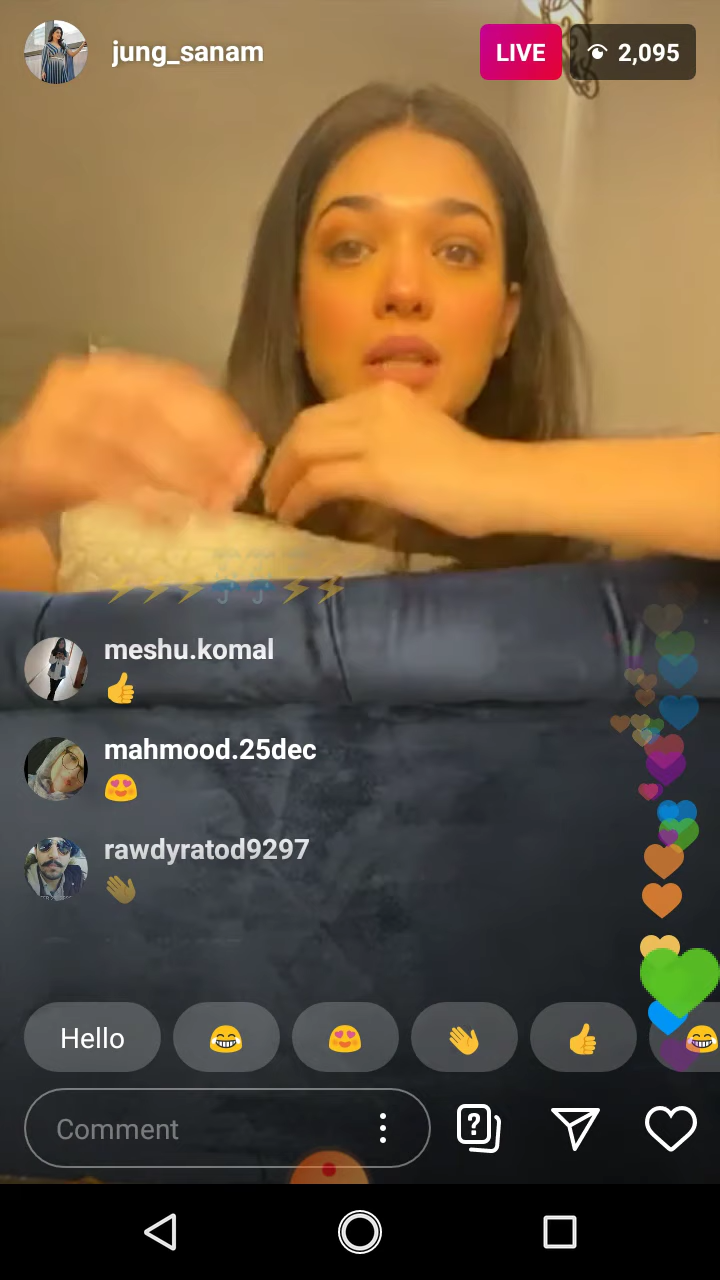 jung_sanam
LIVE
2,095
⚡⚡⚡☔☔⚡⚡
meshu.komal
👍
mahmood.25dec
😍
rawdyratod9297
👋
Hello 😂 😍 👋 👍 😂
Comment